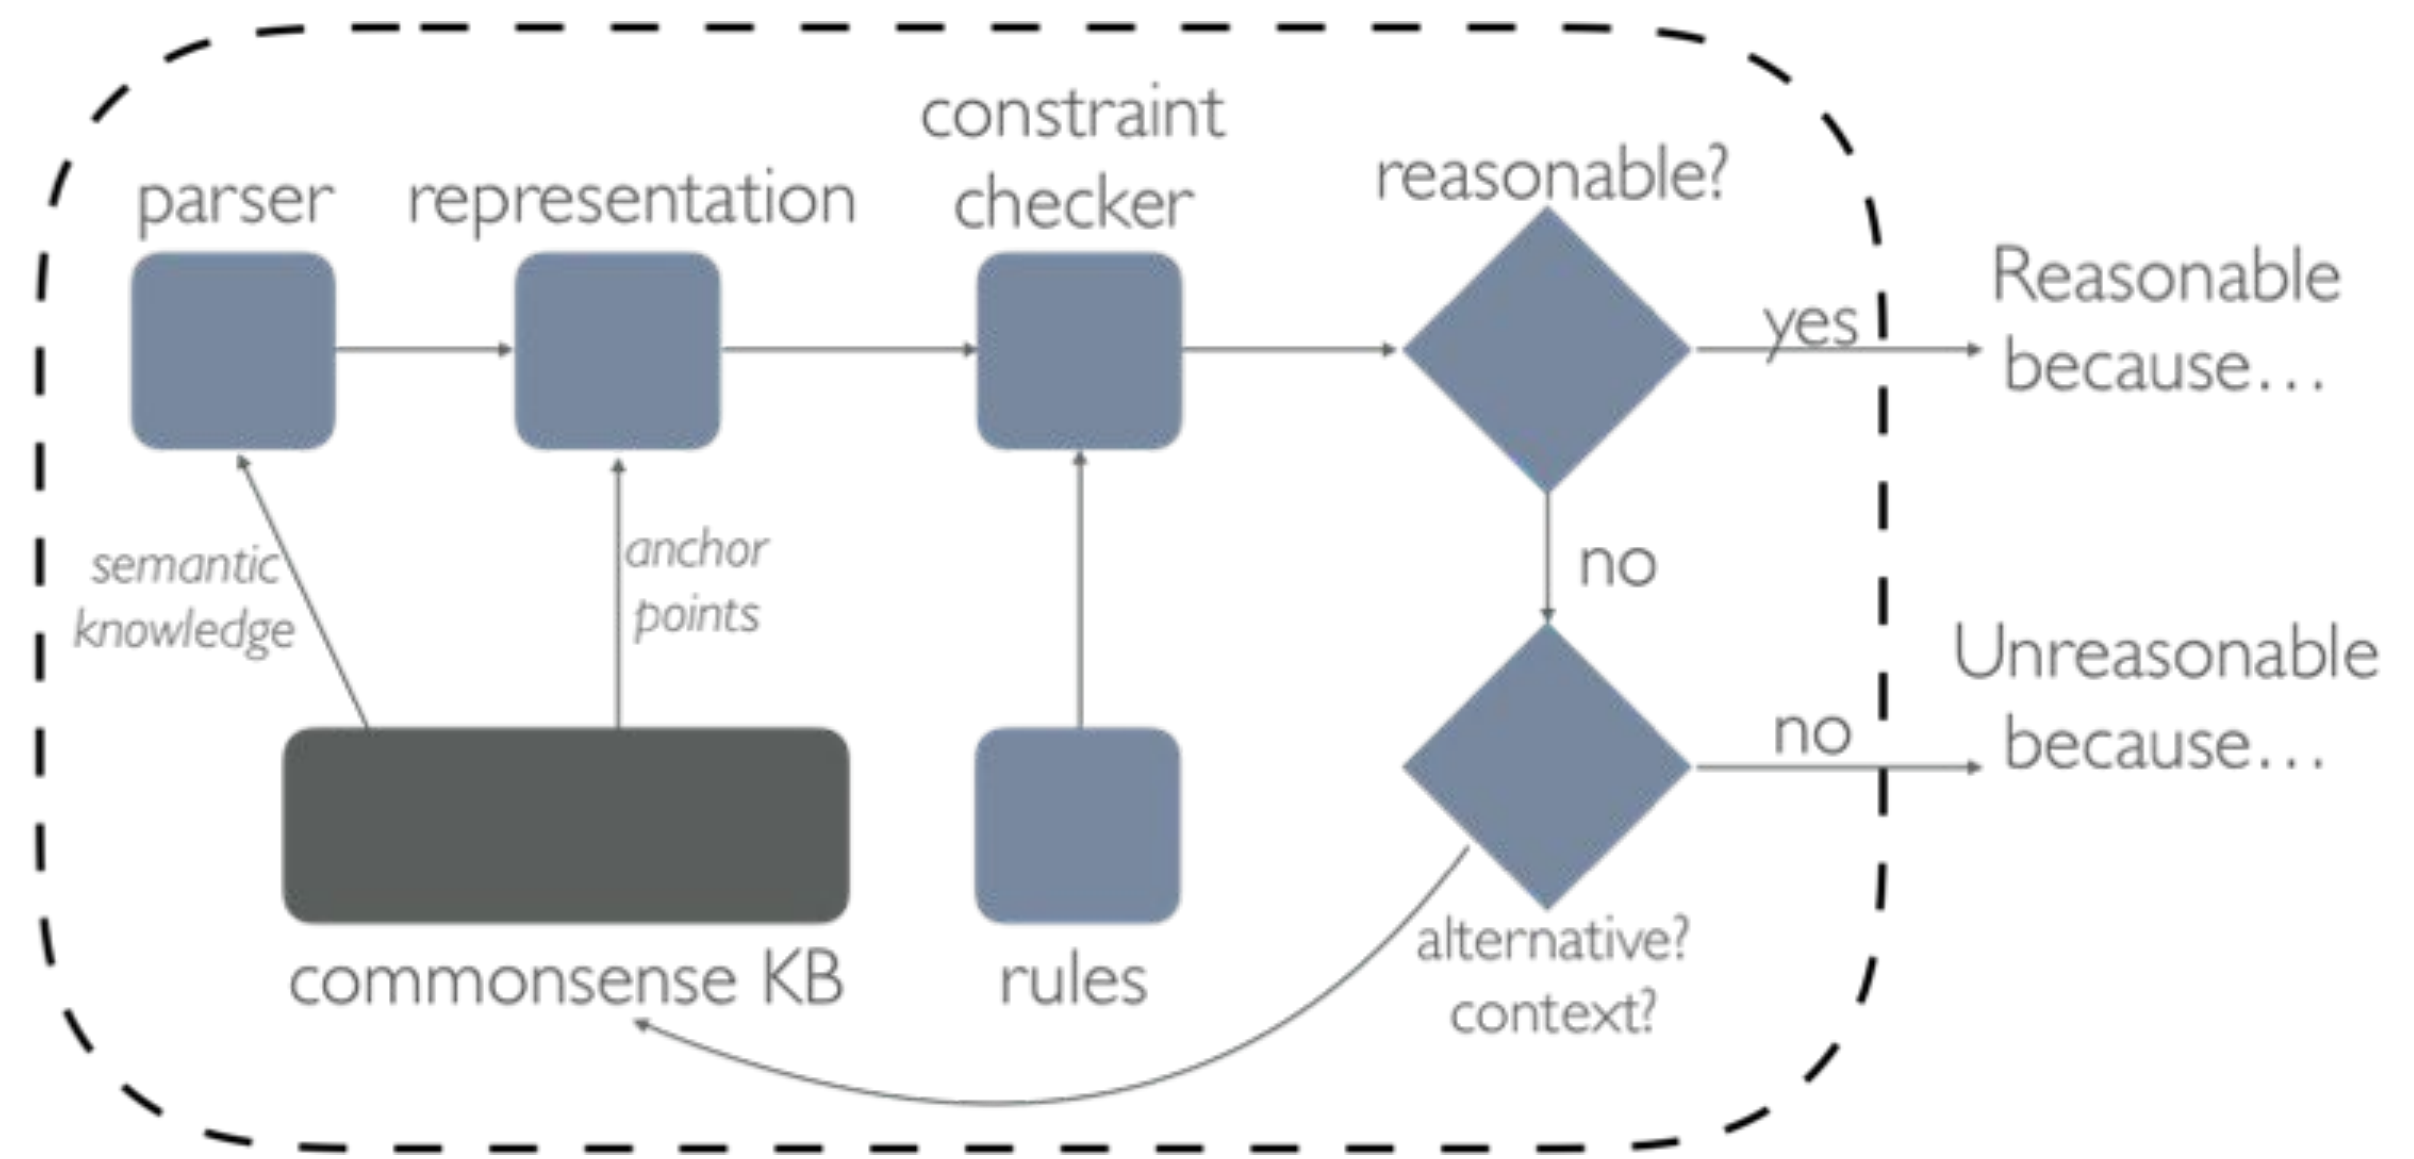 constraint
checker
parser
representation
reasonable?
yes
Reasonable
because...
semantic
knowledge
anchor
points
no
Unreasonable
because...
no
commonsense KB
rules
alternative?
context?